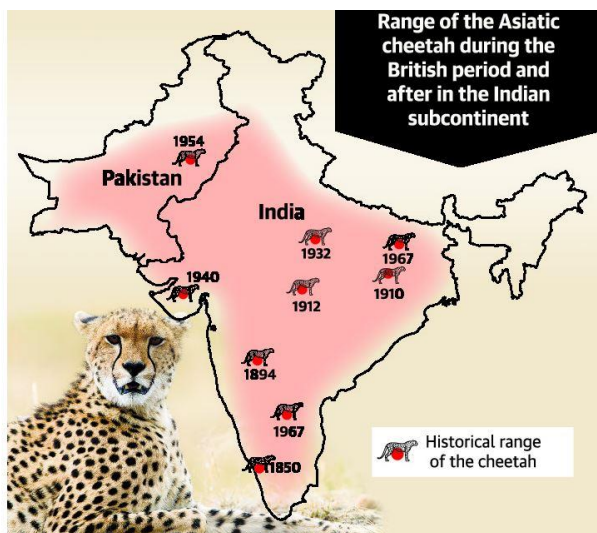 Range of the Asiatic
cheetah during the
British period and
after in the Indian
subcontinent
1954
Pakistan
India
1932
1967
1940
1912
1910
1894
1967
1850
Historical range
of the cheetah